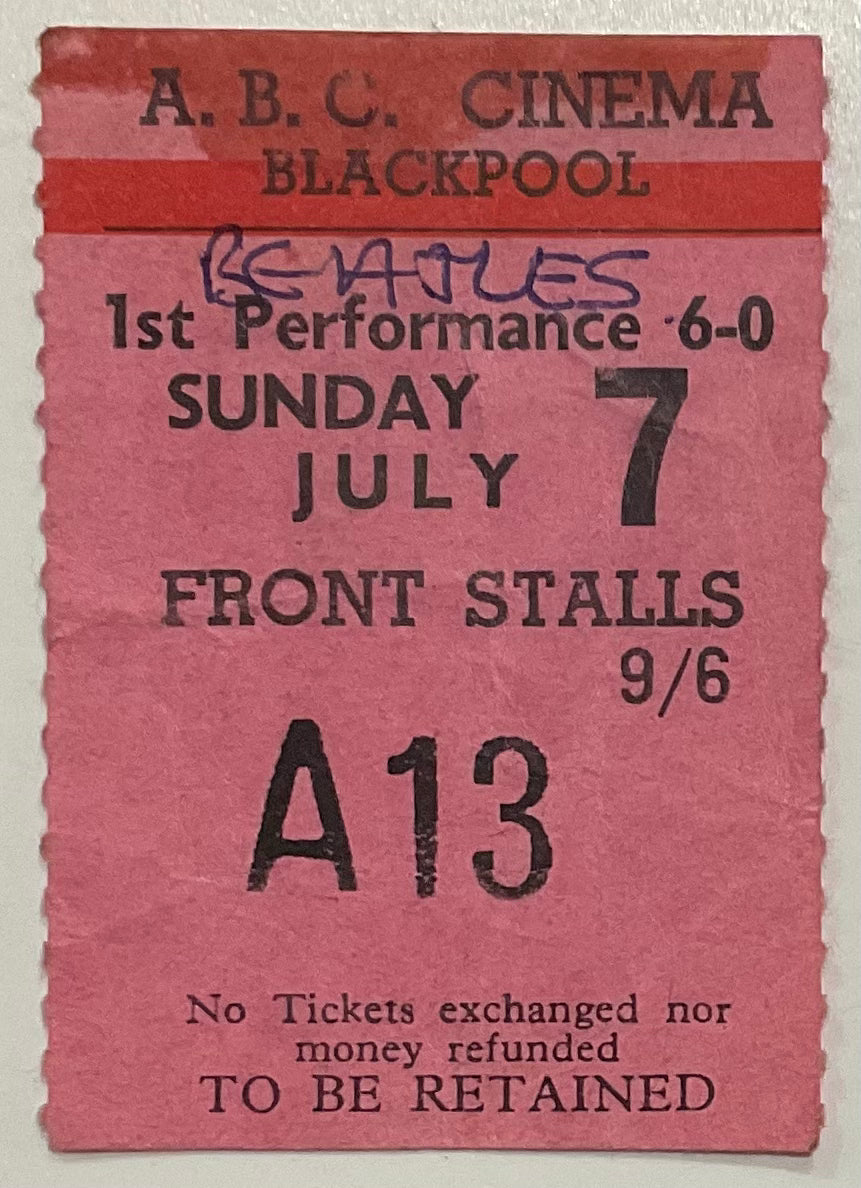 A. B. C. CINEMA
BLACKPOOL
BEATLES
1st Performance 6-0
SUNDAY 7
JULY
FRONT STALLS
9/6
A13
No Tickets exchanged nor
money refunded
TO BE RETAINED